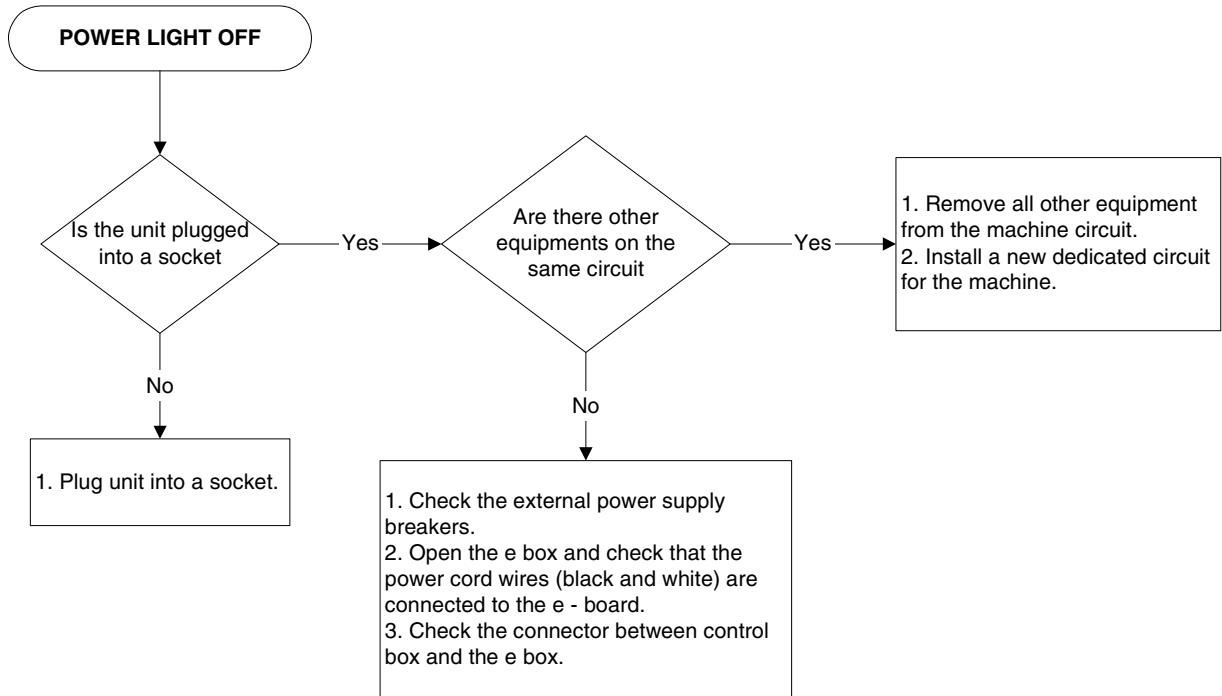 POWER LIGHT OFF
Is the unit plugged
into a socket
Yes
Are there other
equipments on the
same circuit
Yes
1. Remove all other equipment
from the machine circuit.
2. Install a new dedicated circuit
for the machine.
No
1. Plug unit into a socket.
No
1. Check the external power supply
breakers.
2. Open the e box and check that the
power cord wires (black and white) are
connected to the e - board.
3. Check the connector between control
box and the e box.